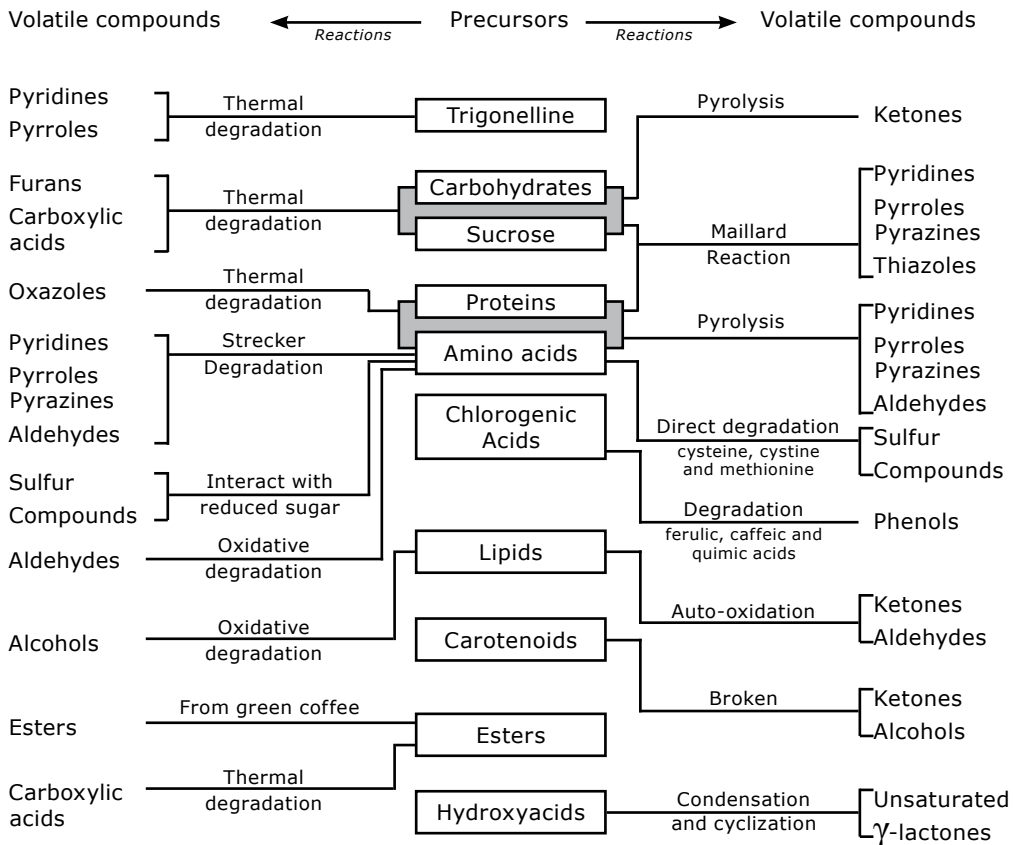 Volatile compounds
Reactions
Precursors
Reactions
Volatile compounds
Pyridines
Pyrroles
Thermal
degradation
Trigonelline
Pyrolysis
Ketones
Furans
Carboxylic
acids
Thermal
degradation
Carbohydrates
Sucrose
Maillard
Reaction
Pyridines
Pyrroles
Pyrazines
Thiazoles
Oxazoles
Thermal
degradation
Proteins
Amino acids
Pyrolysis
Pyridines
Pyrroles
Pyrazines
Aldehydes
Pyridines
Pyrroles
Pyrazines
Aldehydes
Strecker
Degradation
Chlorogenic
Acids
Direct degradation
cysteine, cystine
and methionine
Sulfur
Compounds
Sulfur
Compounds
Interact with
reduced sugar
Degradation
ferulic, caffeic and
quimic acids
Phenols
Aldehydes
Oxidative
degradation
Lipids
Auto-oxidation
Ketones
Aldehydes
Alcohols
Oxidative
degradation
Carotenoids
Broken
Ketones
Alcohols
Esters
From green coffee
Esters
Carboxylic
acids
Thermal
degradation
Hydroxyacids
Condensation
and cyclization
Unsaturated
γ-lactones